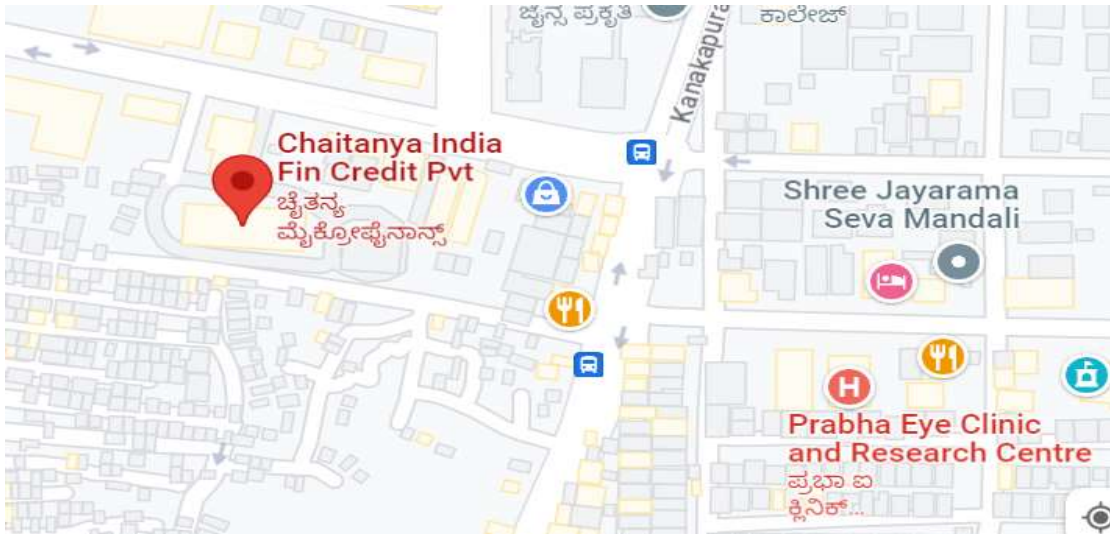 ಜೈನ್ಸ ಪ್ರಕೃತಿ
ಕಾಲೇಜ್
Kanakapura
Chaitanya India
Fin Credit Pvt
ಚೈತನ್ಯ
ಮೈಕ್ರೋಫೈನಾನ್ಸ್
Shree Jayarama
Seva Mandali
Prabha Eye Clinic
and Research Centre
ಪ್ರಭಾ ಐ
ಕ್ಲಿನಿಕ್...
H